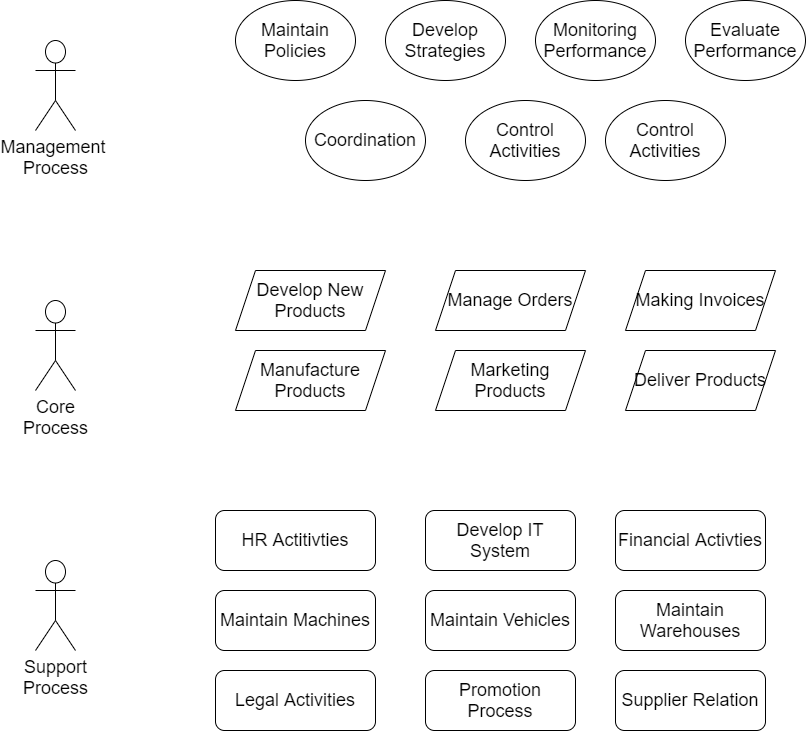 Maintain
Policies
Develop
Strategies
Monitoring
Performance
Evaluate
Performance
Management
Process
Coordination
Control
Activities
Control
Activities
Core
Process
Develop New
Products
Manage Orders
Making Invoices
Manufacture
Products
Marketing
Products
Deliver Products
Support
Process
HR Actitivties
Develop IT
System
Financial Activties
Maintain Machines
Maintain Vehicles
Maintain
Warehouses
Legal Activities
Promotion
Process
Supplier Relation